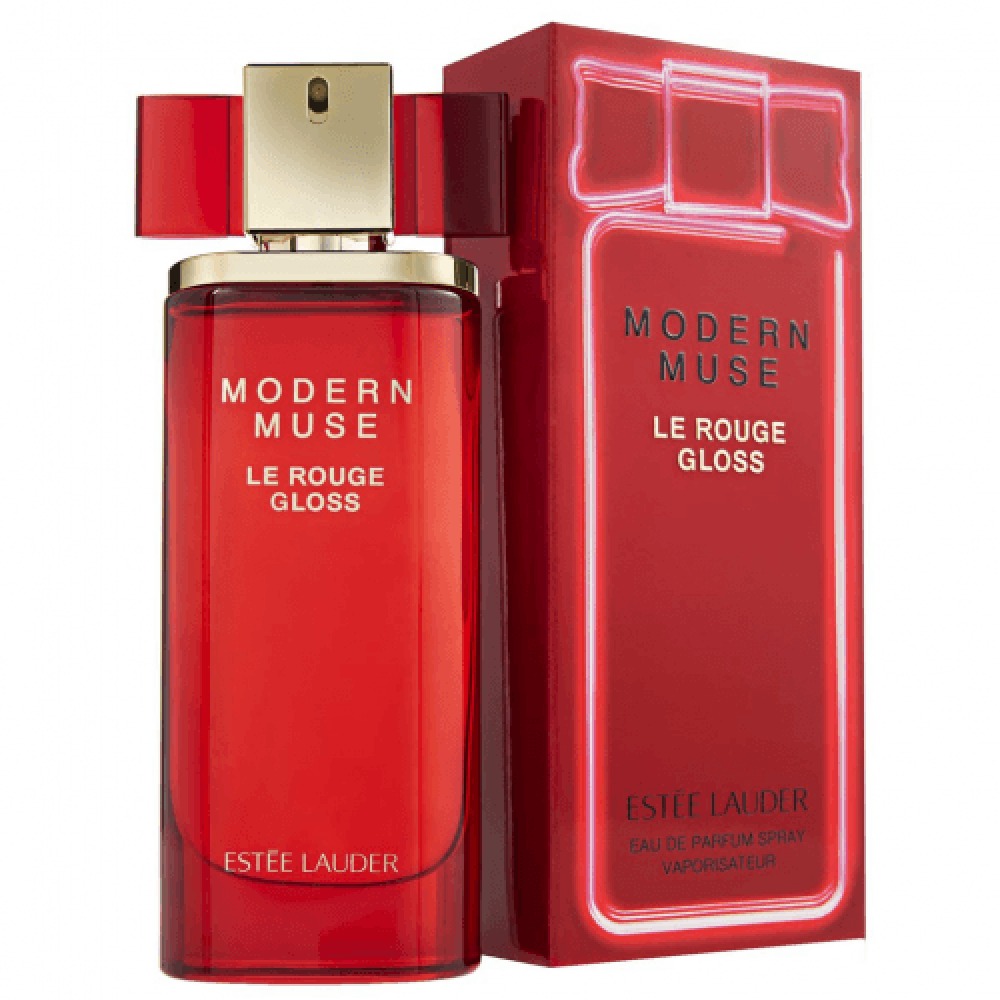 MODERN
MUSE
LE ROUGE
GLOSS
ESTĒE LAUDER
MODERN
MUSE
LE ROUGE
GLOSS
ESTĒE LAUDER
EAU DE PARFUM SPRAY
VAPORISATEUR